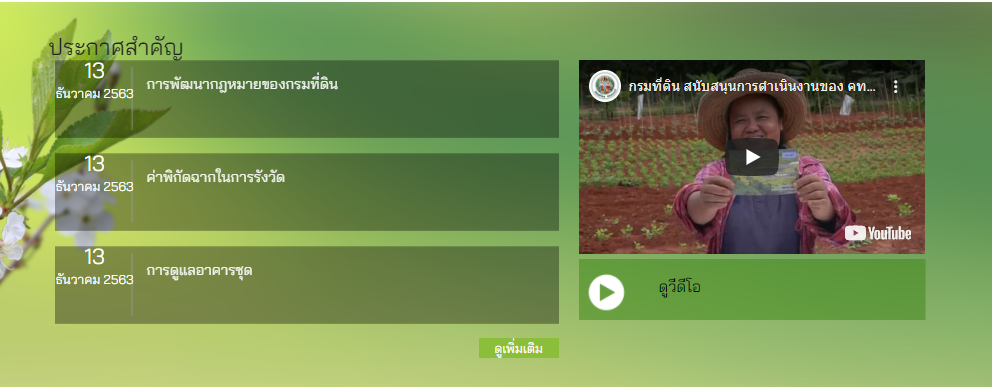 ประกาศสำคัญ
13
ธันวาคม 2563
การพัฒนากฎหมายของกรมที่ดิน
13
ธันวาคม 2563
ค่าพิกัดฉากในการรังวัด
13
ธันวาคม 2563
การดูแลอาคารชุด
ดูเพิ่มเติม
กรมที่ดิน สนับสนุนการดำเนินงานของ คท...
YouTube
ดูวีดีโอ